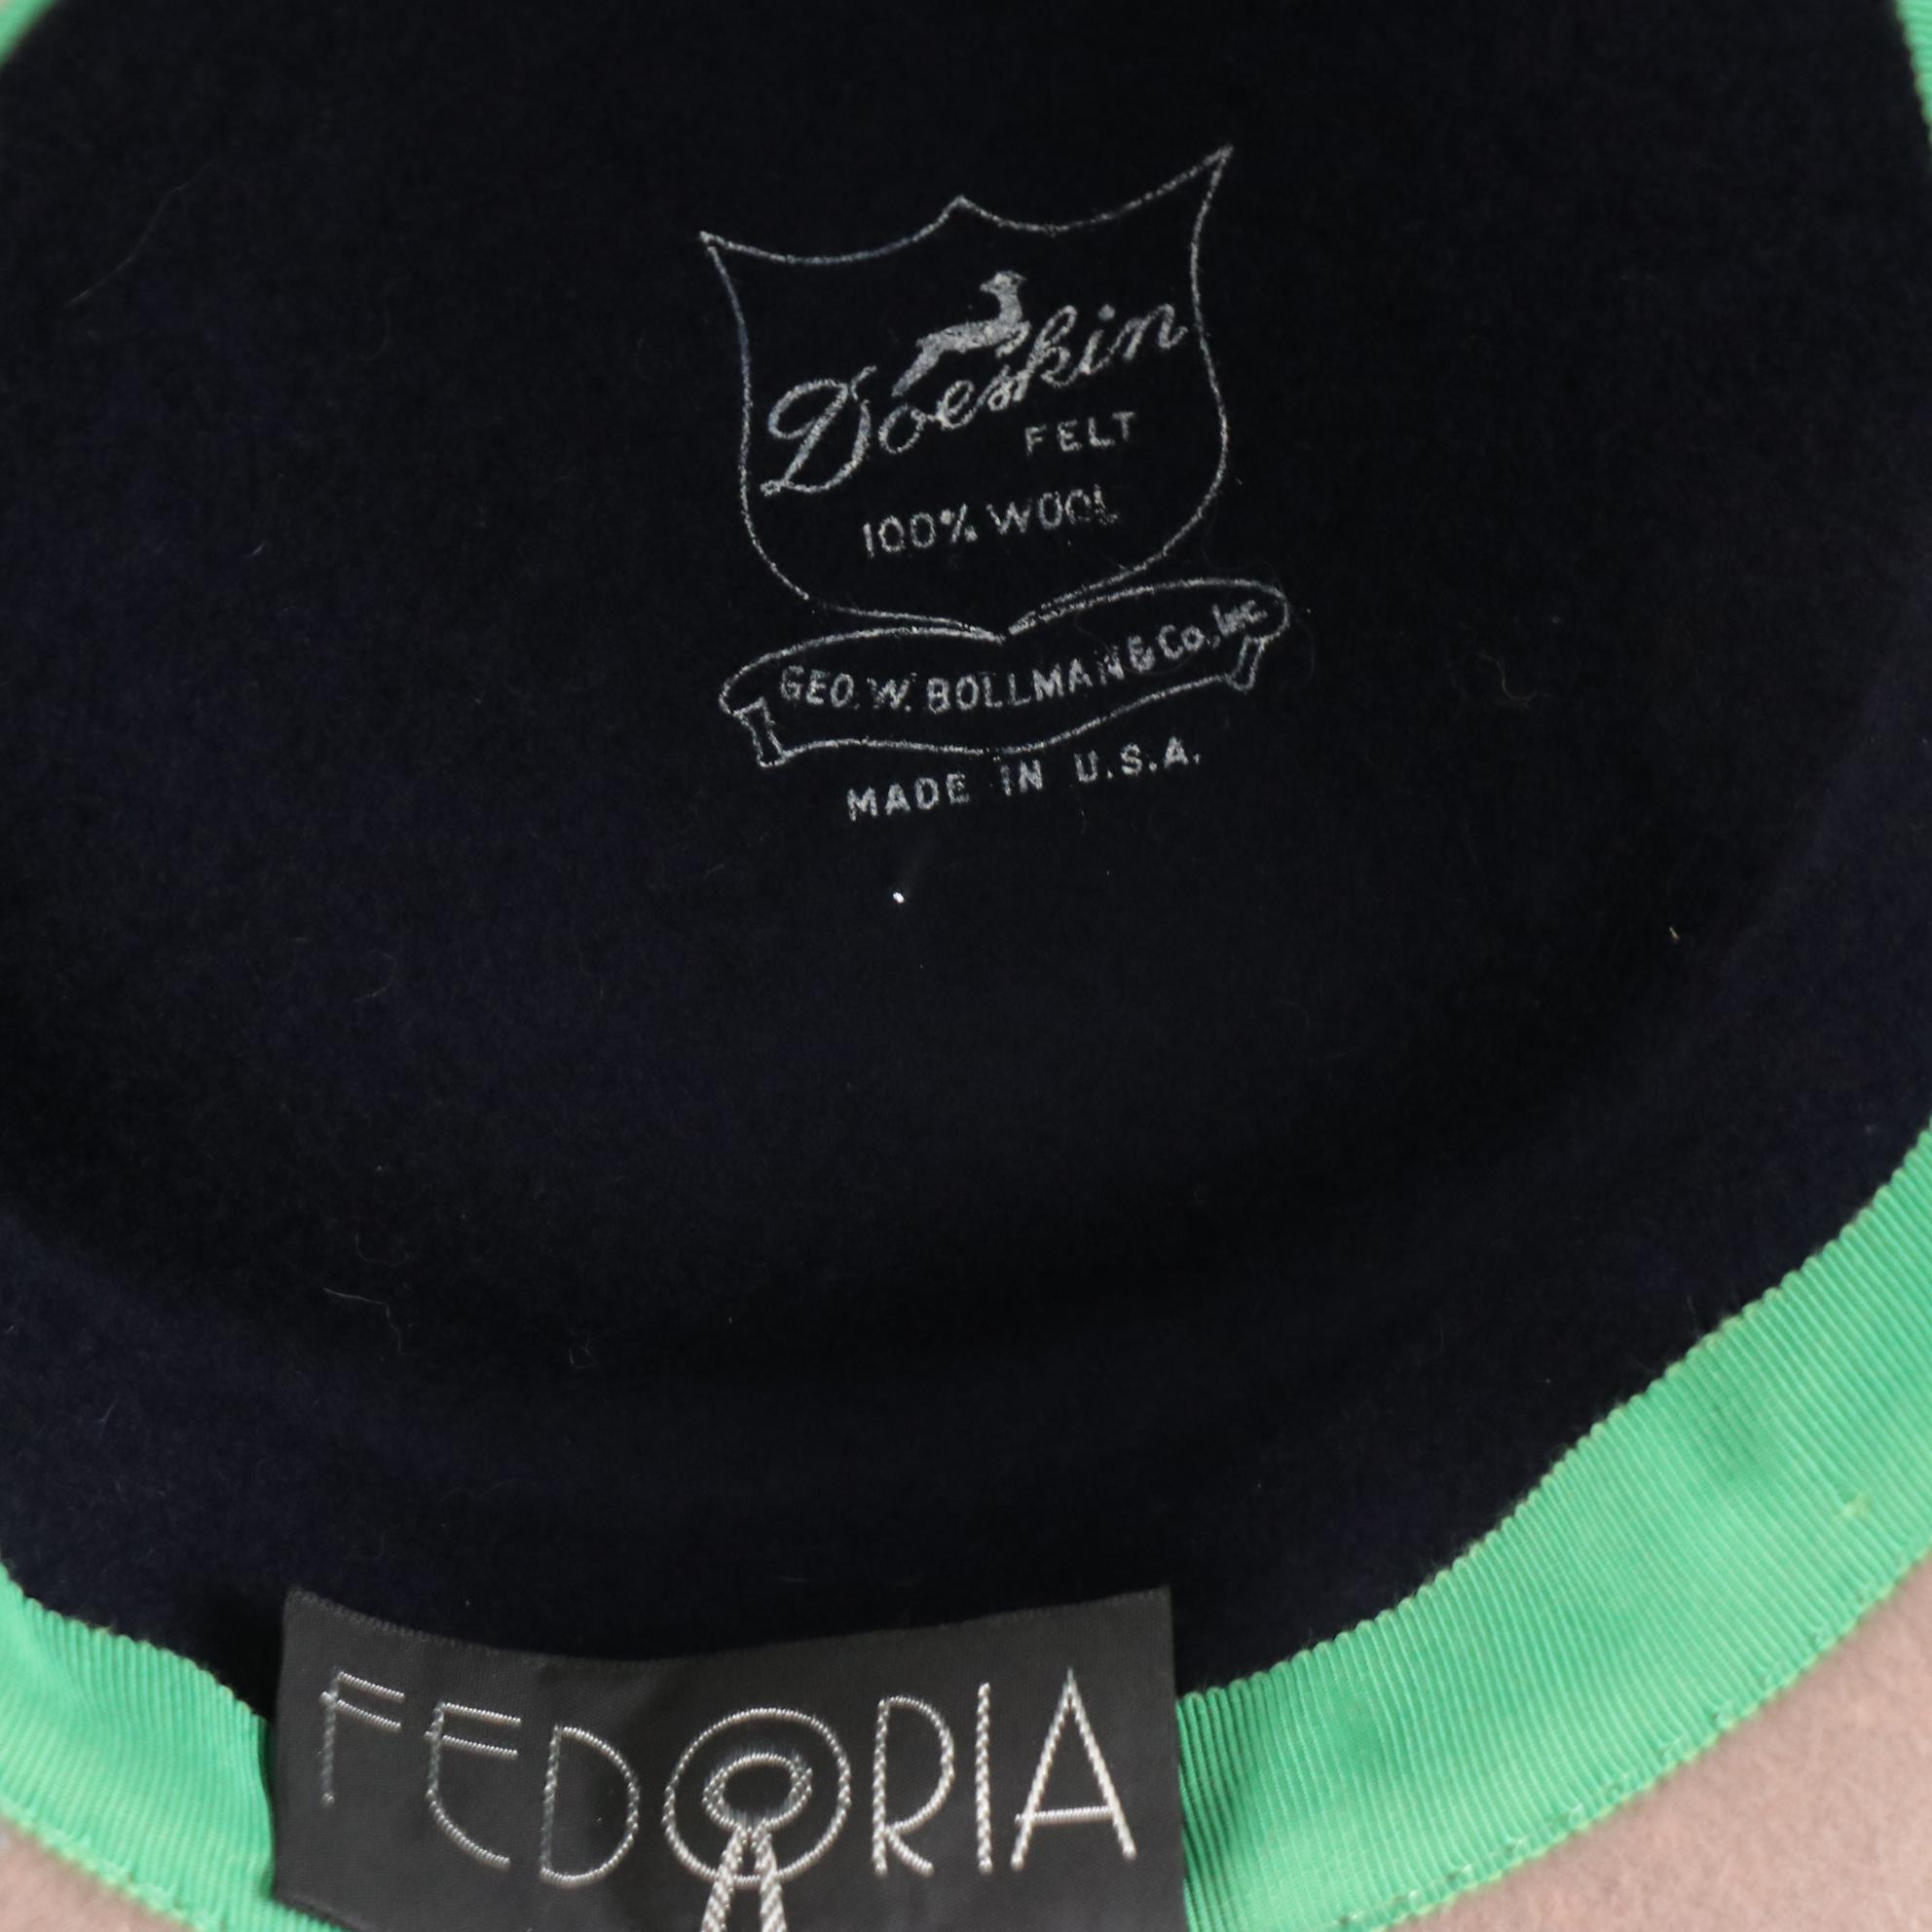 Doeskin
FELT
100% WOOL
GEO. W. BOLLMAN & Co., Inc.
MADE IN U.S.A.
FEDORIA